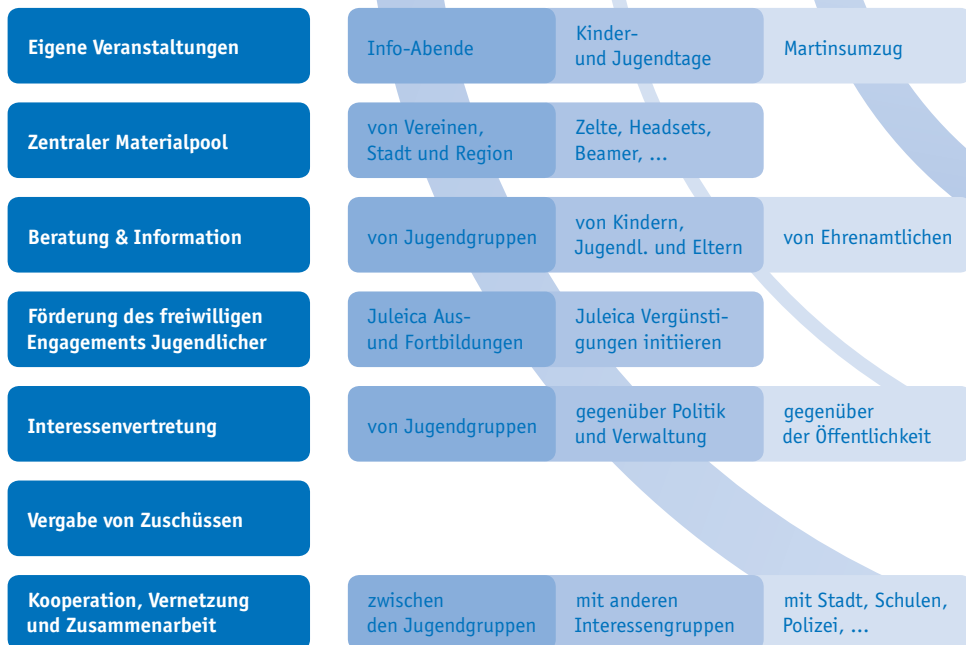 Eigene Veranstaltungen
Info-Abende
Kinder-
und Jugendtage
Martinsumzug
Zentraler Materialpool
von Vereinen,
Stadt und Region
Zelte, Headsets,
Beamer, ...
Beratung & Information
von Jugendgruppen
von Kindern,
Jugendl. und Eltern
von Ehrenamtlichen
Förderung des freiwilligen
Engagements Jugendlicher
Juleica Aus-
und Fortbildungen
Juleica Vergünsti-
gungen initiieren
Interessenvertretung
von Jugendgruppen
gegenüber Politik
und Verwaltung
gegenüber
der Öffentlichkeit
Vergabe von Zuschüssen
Kooperation, Vernetzung
und Zusammenarbeit
zwischen
den Jugendgruppen
mit anderen
Interessengruppen
mit Stadt, Schulen,
Polizei, ...